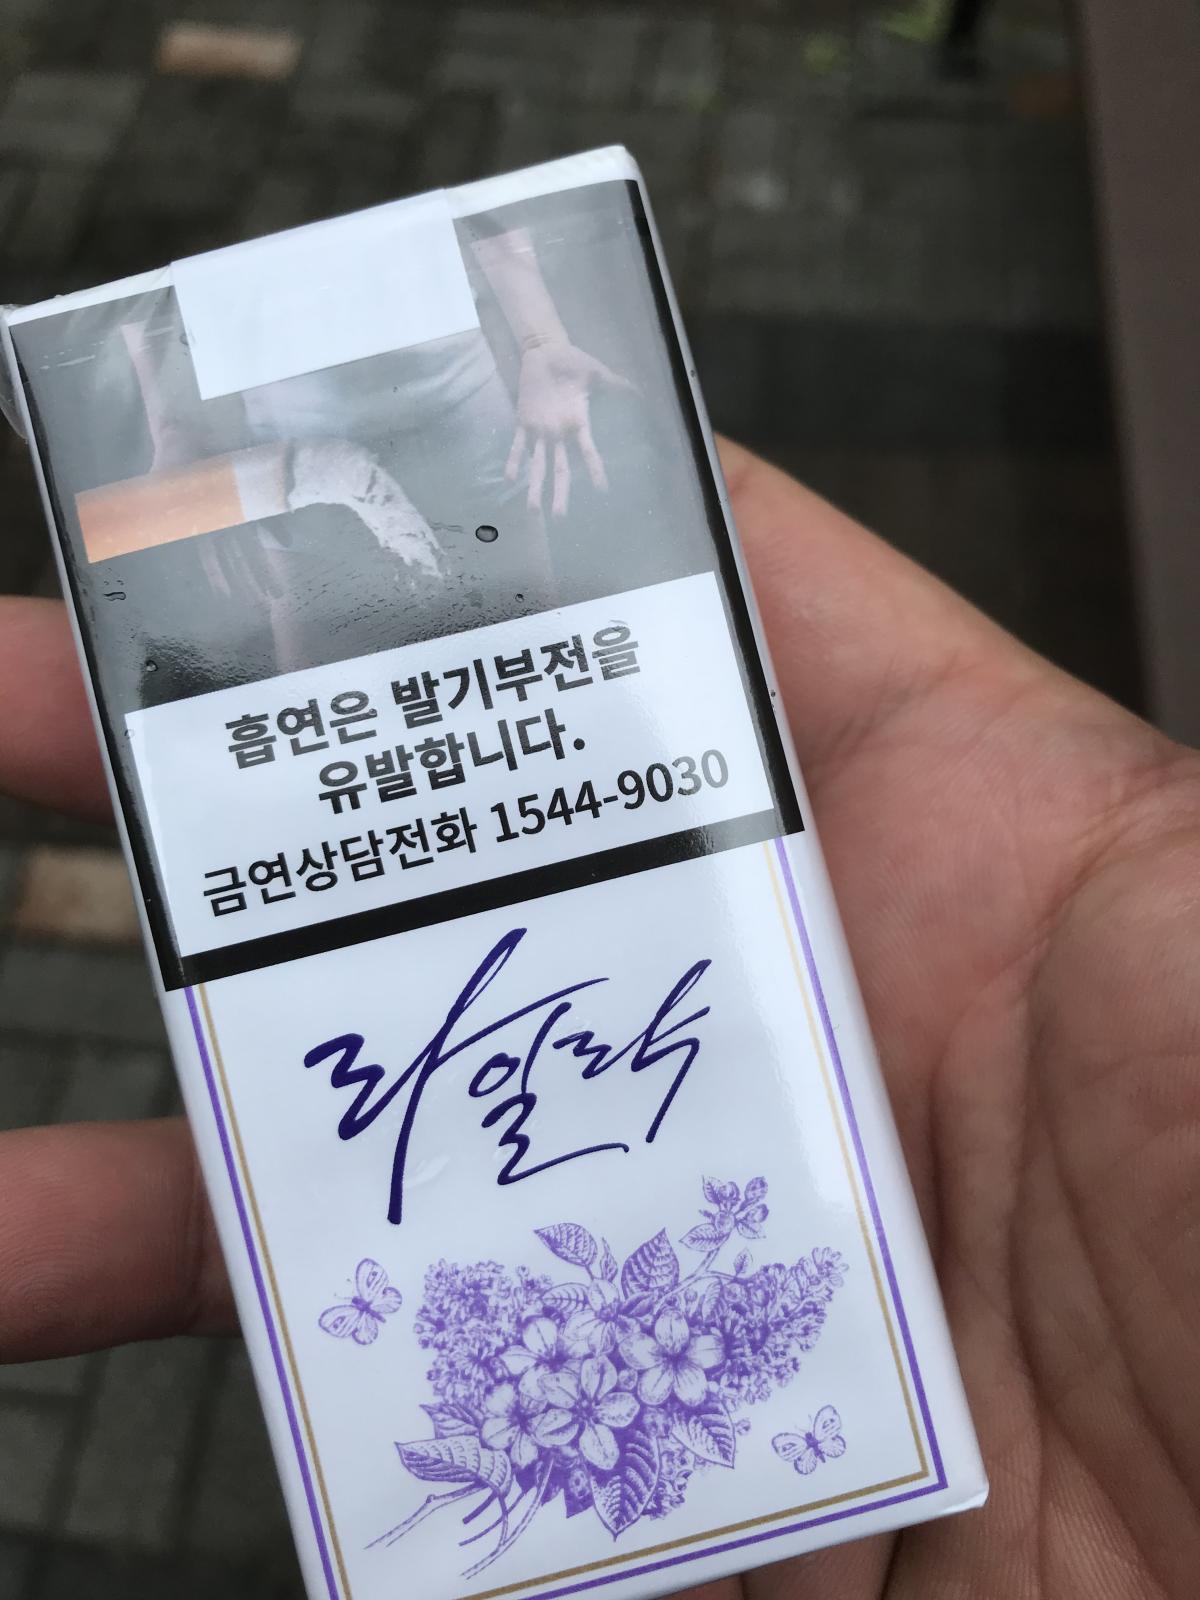 흡연은 발기부전을
유발합니다.
금연상담전화 1544-9030
라일락